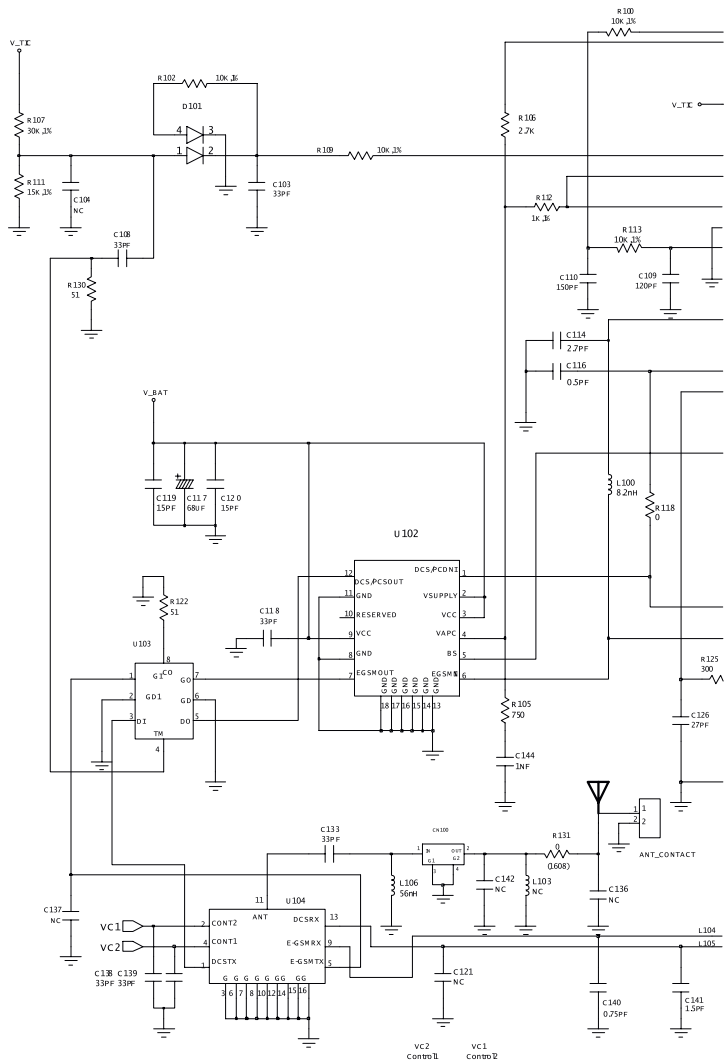 R100
10K,1%
V_TIC
R102 10K,1%
D101
V_TIC
R107
30K,1%
R106
2.7K
4 3
1 2
R109 10K,1%
R111
15K,1%
C104
NC
C103
33PF
R112
1K,1%
C108
33PF
R113
10K,1%
R130
51
C110
150PF
C109
120PF
C114
2.7PF
C116
0.5PF
V_BAT
C119
15PF
C117
68UF
C120
15PF
+
L100
8.2nH
R118
0
U102
DCS/PCDNI 1
12 DCS/PCSOUT
11 GND
VSUPPLY 2
10 RESERVED
VCC 3
9 VCC
VAPC 4
8 GND
BS 5
7 EGSMOUT
EGSMIN 6
GND GND GND GND GND GND
18 17 16 15 14 13
R122
51
C118
33PF
U103
8
1 G1 CO GO 7
2 GD1 GD 6
3 DI DO 5
TM
4
R125
300
R105
750
C126
27PF
C144
1NF
1
2
ANT_CONTACT
C133
33PF
CN100
1 IN OUT 2
G1 G2
3 4
R131
0
(1608)
L106
56nH
C142
NC
L103
NC
C136
NC
11 U104
ANT
C137
NC
VC1
2 CONT2
DCSRX 13
VC2
4 CONT1
E-GSMRX 9
1 DCSTX
E-GSMTX 5
L104
L105
C138 C139
33PF 33PF
G G G G G G G G G
3 6 7 8 10 12 14 15 16
C121
NC
C140
0.75PF
C141
1.5PF
VC2 VC1
Control1 Control2